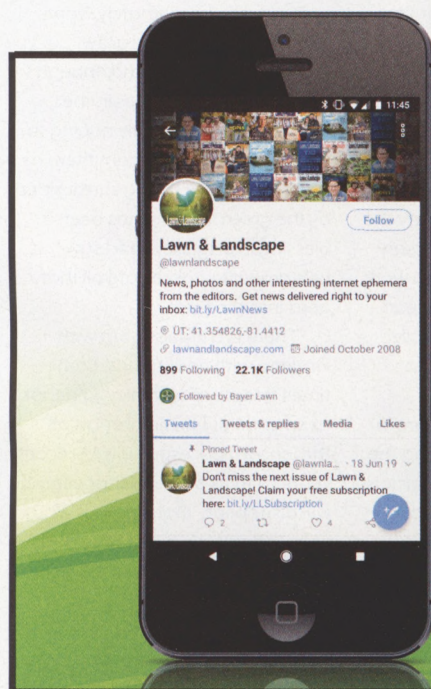 11:45
Lawn & Landscape
Follow
Lawn & Landscape
@lawnlandscape
News, photos and other interesting internet ephemera
from the editors. Get news delivered right to your
inbox: bit.ly/LawnNews
ÜT: 41.354826,-81.4412
lawnandlandscape.com Joined October 2008
899 Following 22.1K Followers
Followed by Bayer Lawn
Tweets Tweets & replies Media Likes
Pinned Tweet
Lawn & Landscape @lawnla... · 18 Jun 19
Don't miss the next issue of Lawn &
Landscape! Claim your free subscription
here: bit.ly/LLSubscription
2 4